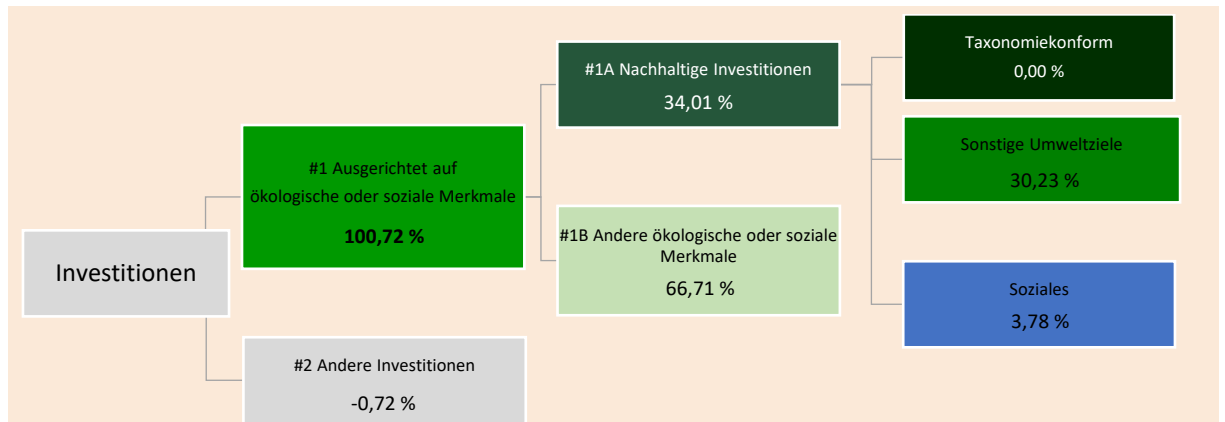 Investitionen
#1 Ausgerichtet auf
ökologische oder soziale Merkmale
100,72 %
#2 Andere Investitionen
-0,72 %
#1A Nachhaltige Investitionen
34,01 %
#1B Andere ökologische oder soziale
Merkmale
66,71 %
Taxonomiekonform
0,00 %
Sonstige Umweltziele
30,23 %
Soziales
3,78 %